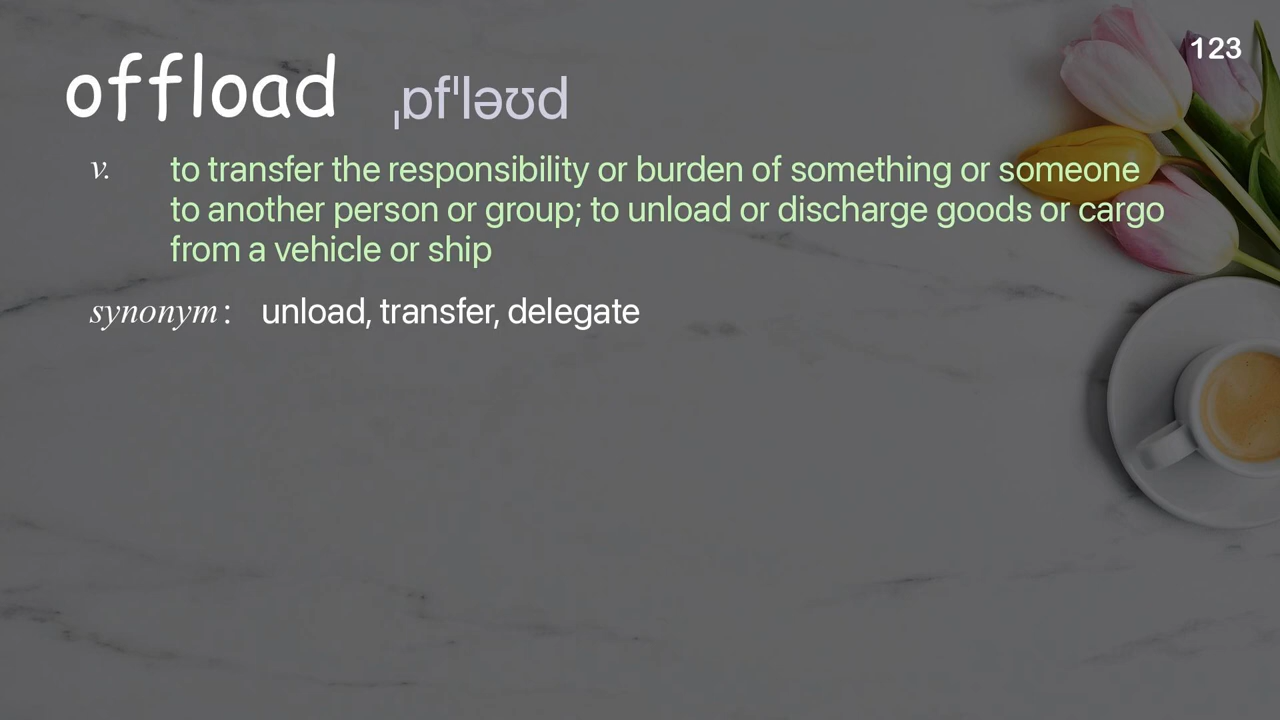 123
offload ˌɒfˈləʊd
v. to transfer the responsibility or burden of something or someone
to another person or group; to unload or discharge goods or cargo
from a vehicle or ship
synonym: unload, transfer, delegate